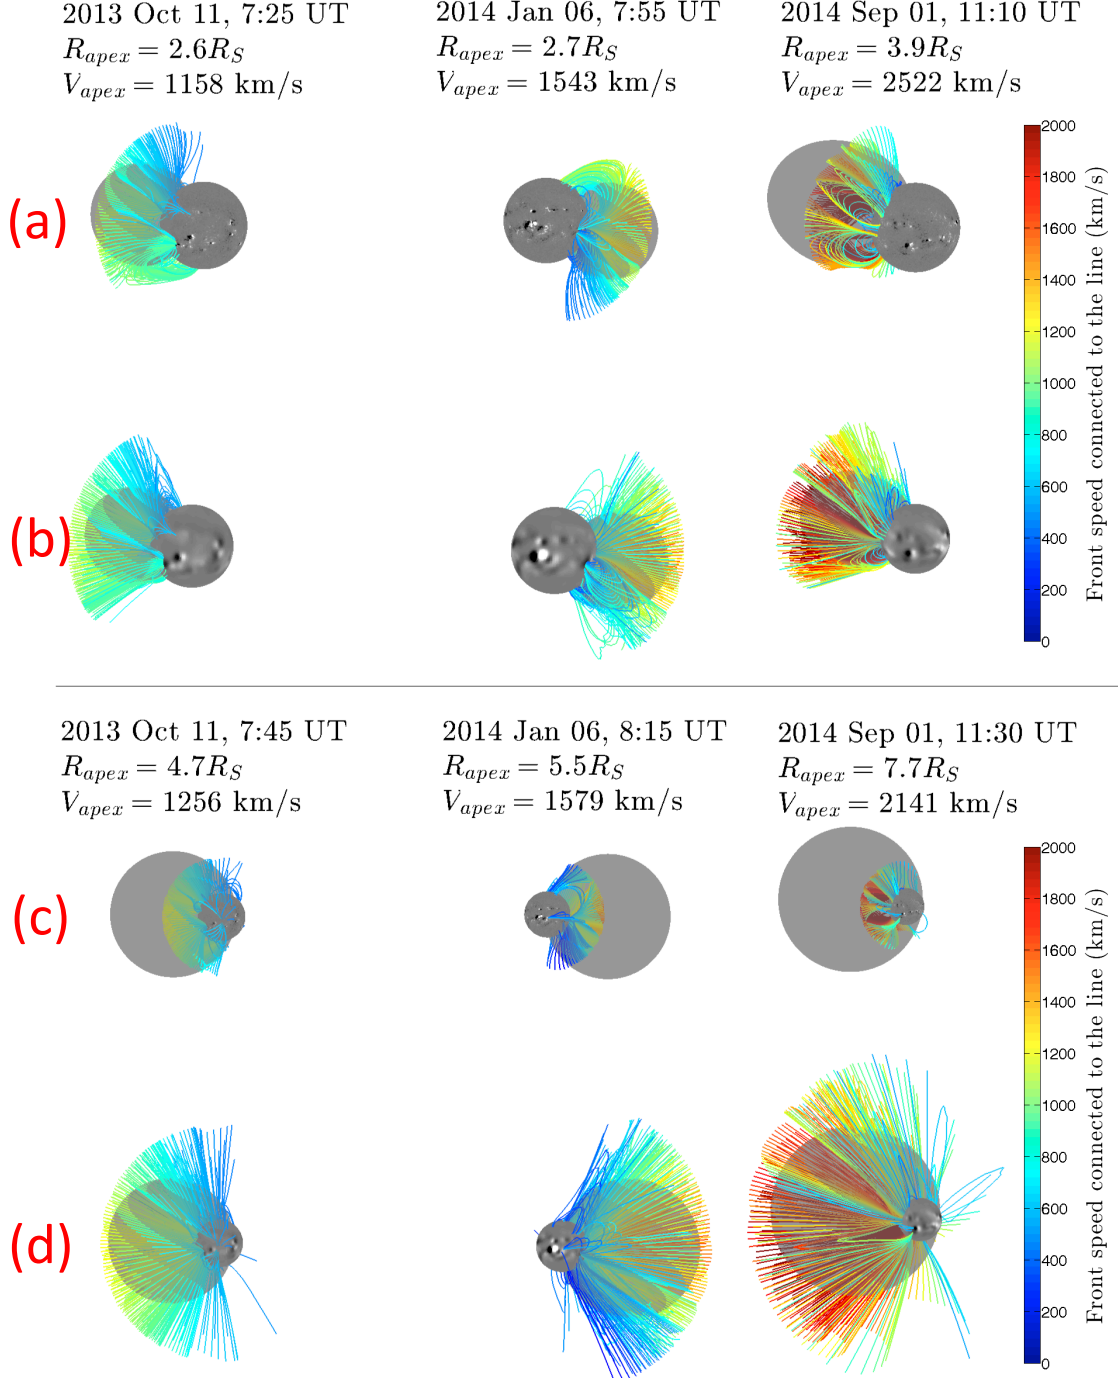 2013 Oct 11, 7:25 UT
R_apex = 2.6R_S
V_apex = 1158 km/s
2014 Jan 06, 7:55 UT
R_apex = 2.7R_S
V_apex = 1543 km/s
2014 Sep 01, 11:10 UT
R_apex = 3.9R_S
V_apex = 2522 km/s
(a)
(b)
2000
1800
1600
1400
1200
1000
800
600
400
200
0
Front speed connected to the line (km/s)
2013 Oct 11, 7:45 UT
R_apex = 4.7R_S
V_apex = 1256 km/s
2014 Jan 06, 8:15 UT
R_apex = 5.5R_S
V_apex = 1579 km/s
2014 Sep 01, 11:30 UT
R_apex = 7.7R_S
V_apex = 2141 km/s
(c)
(d)
2000
1800
1600
1400
1200
1000
800
600
400
200
0
Front speed connected to the line (km/s)